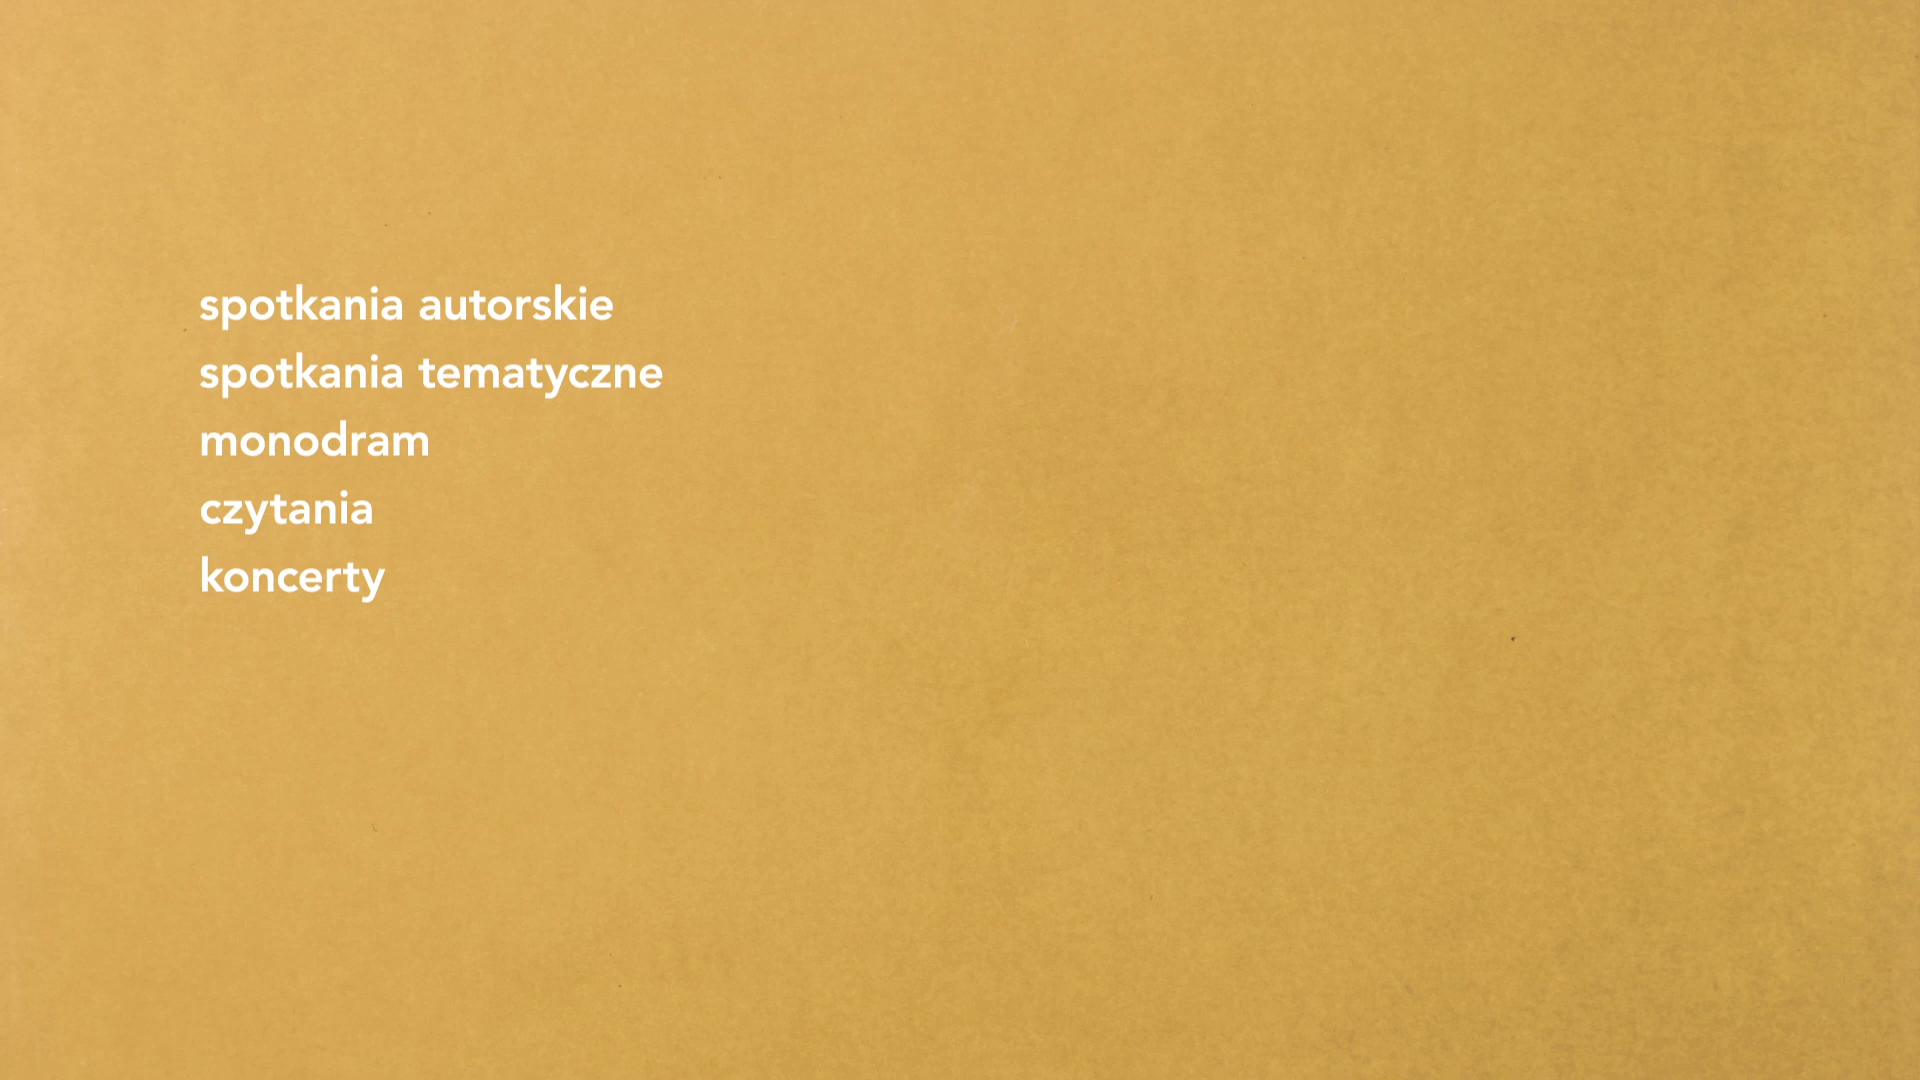 spotkania autorskie
spotkania tematyczne
monodram
czytania
koncerty